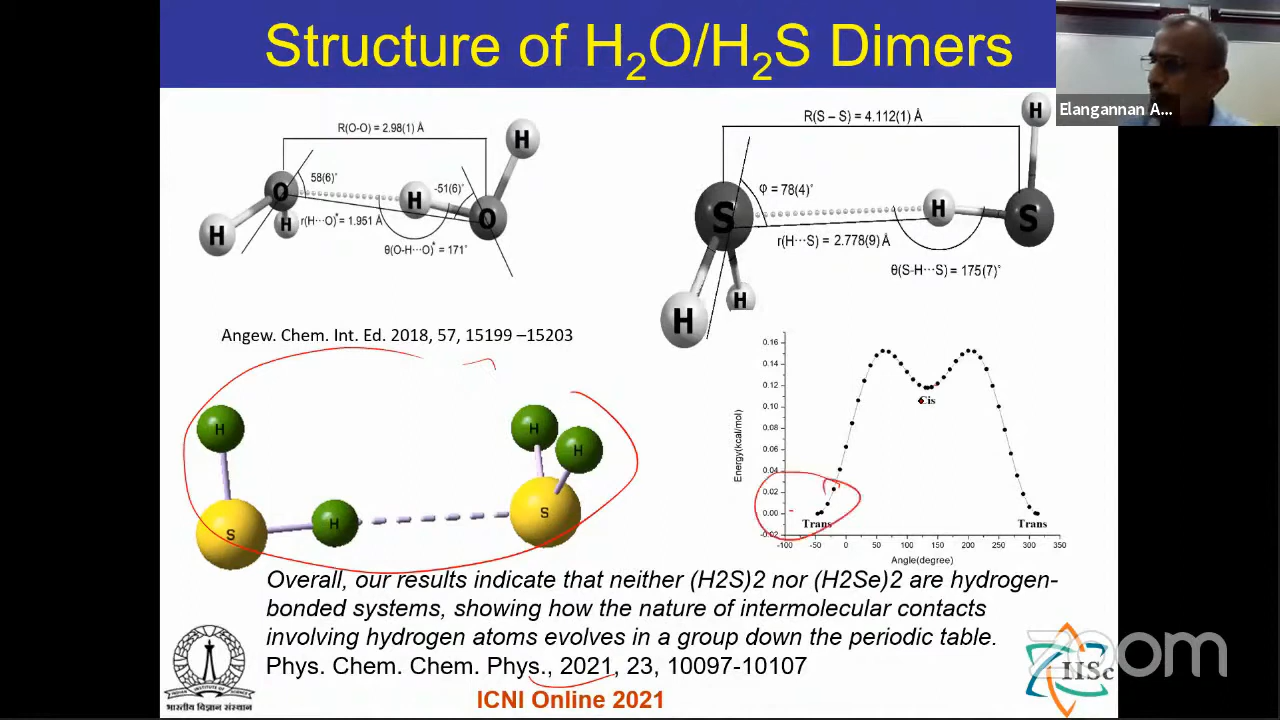 Structure of H₂O/H₂S Dimers
Elangannan A...
R(O-O) = 2.98(1) Å
58(6)°
-51(6)°
O
H
H
H
O
H
r(H···O)* = 1.951 Å
θ(O-H···O)* = 171°
R(S – S) = 4.112(1) Å
φ = 78(4)°
S
H
H
H
S
H
r(H···S) = 2.778(9) Å
θ(S-H···S) = 175(7)°
Angew. Chem. Int. Ed. 2018, 57, 15199 –15203
H
S
H
H
H
S
Energy(kcal/mol)
0.16
0.14
0.12
0.10
0.08
0.06
0.04
0.02
0.00
-0.02
Cis
Trans
Trans
-100 -50 0 50 100 150 200 250 300 350
Angle(degree)
Overall, our results indicate that neither (H2S)2 nor (H2Se)2 are hydrogen-
bonded systems, showing how the nature of intermolecular contacts
involving hydrogen atoms evolves in a group down the periodic table.
Phys. Chem. Chem. Phys., 2021, 23, 10097-10107
ICNI Online 2021
भारतीय विज्ञान संस्थान
IISc
zoom